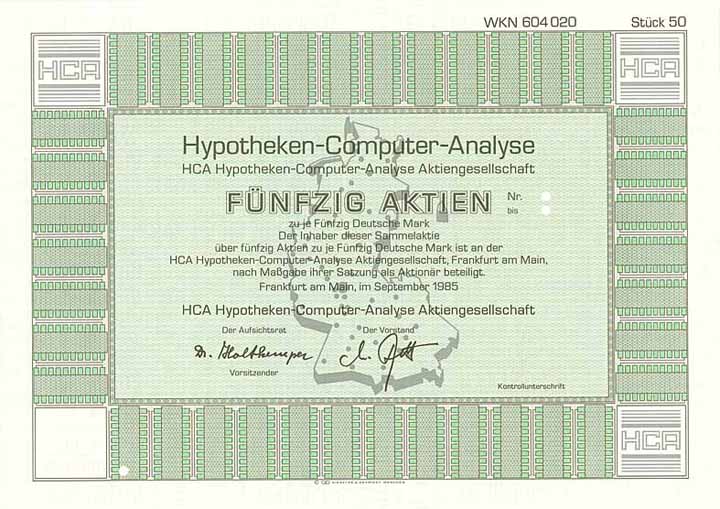 WKN 604 020 Stück 50
HCA HCA
Hypotheken-Computer-Analyse
HCA Hypotheken-Computer-Analyse Aktiengesellschaft
FÜNFZIG AKTIEN Nr.
bis
zu je Fünfzig Deutsche Mark
Der Inhaber dieser Sammelaktie
über fünfzig Aktien zu je Fünfzig Deutsche Mark ist an der
HCA Hypotheken-Computer-Analyse Aktiengesellschaft, Frankfurt am Main,
nach Maßgabe ihrer Satzung als Aktionär beteiligt.
Frankfurt am Main, im September 1985
HCA Hypotheken-Computer-Analyse Aktiengesellschaft
Der Aufsichtsrat Der Vorstand
Vorsitzender
Kontrollunterschrift
HCA